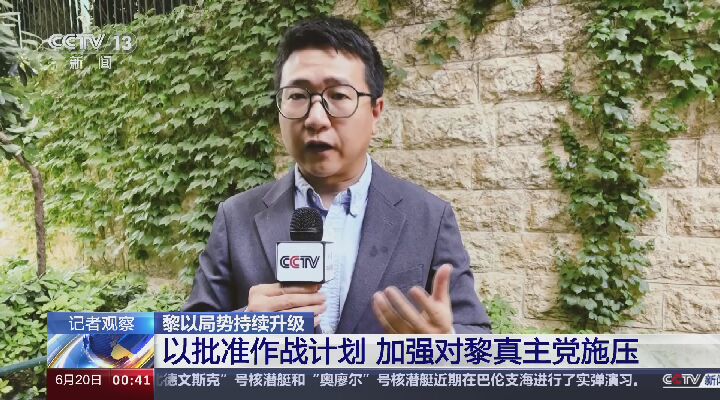 CCTV 13
新闻
CCTV
记者观察
黎以局势持续升级
以批准作战计划 加强对黎真主党施压
6月20日 00:41
德文斯克”号核潜艇和“奥廖尔”号核潜艇近期在巴伦支海进行了实弹演习。
CCTV 新闻